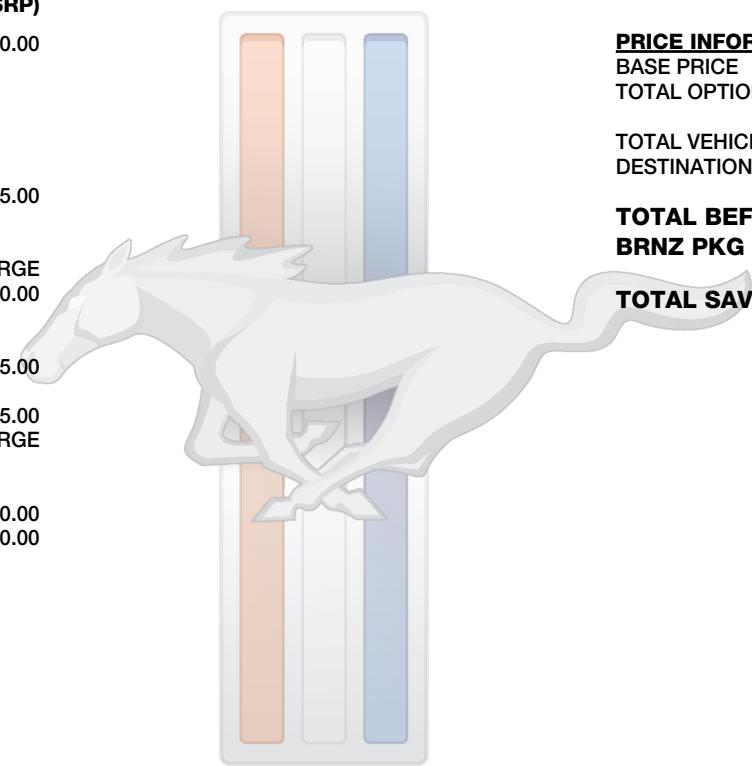 SRP)
0.00
5.00
RGE
0.00
5.00
5.00
RGE
0.00
0.00
PRICE INFOR
BASE PRICE
TOTAL OPTIO
TOTAL VEHICL
DESTINATION
TOTAL BEF
BRNZ PKG
TOTAL SAV